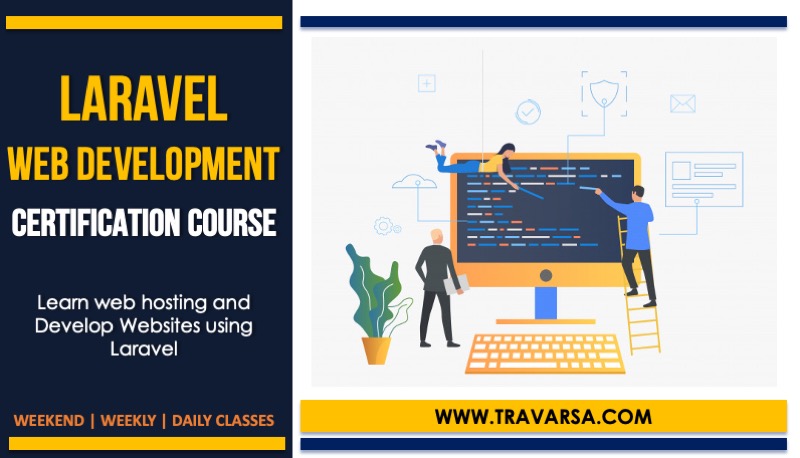 LARAVEL
WEB DEVELOPMENT
CERTIFICATION COURSE
Learn web hosting and
Develop Websites using
Laravel
WEEKEND | WEEKLY | DAILY CLASSES
WWW.TRAVARSA.COM